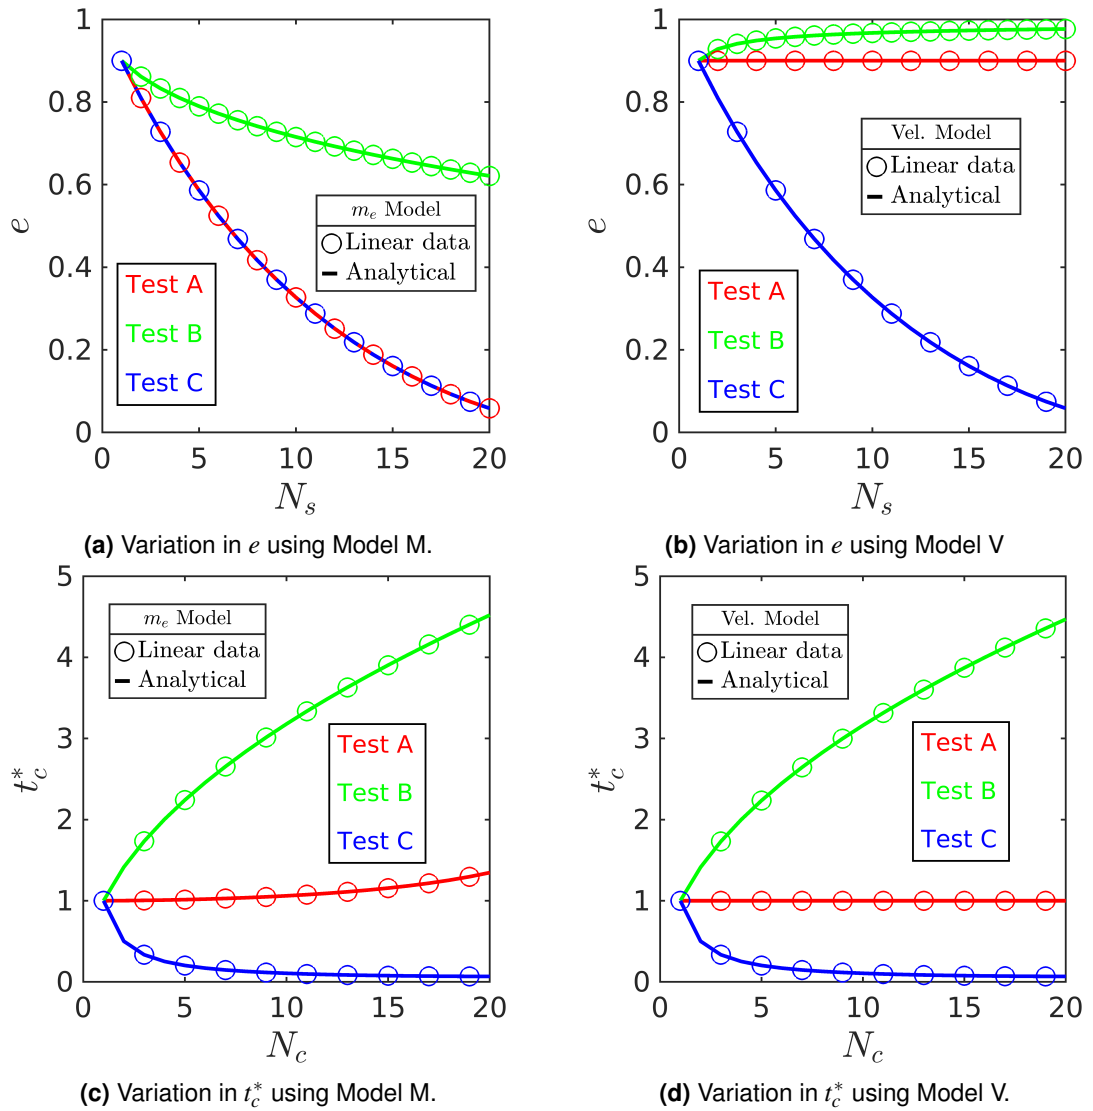 1
0.8
0.6
0.4
0.2
0
e
m_e Model
Linear data
Analytical
Test A
Test B
Test C
0 5 10 15 20
N_s
(a) Variation in e using Model M.
1
0.8
0.6
0.4
0.2
0
e
Vel. Model
Linear data
Analytical
Test A
Test B
Test C
0 5 10 15 20
N_s
(b) Variation in e using Model V
5
4
3
2
1
0
t_c^*
m_e Model
Linear data
Analytical
Test A
Test B
Test C
0 5 10 15 20
N_c
(c) Variation in t_c^* using Model M.
5
4
3
2
1
0
t_c^*
Vel. Model
Linear data
Analytical
Test A
Test B
Test C
0 5 10 15 20
N_c
(d) Variation in t_c^* using Model V.